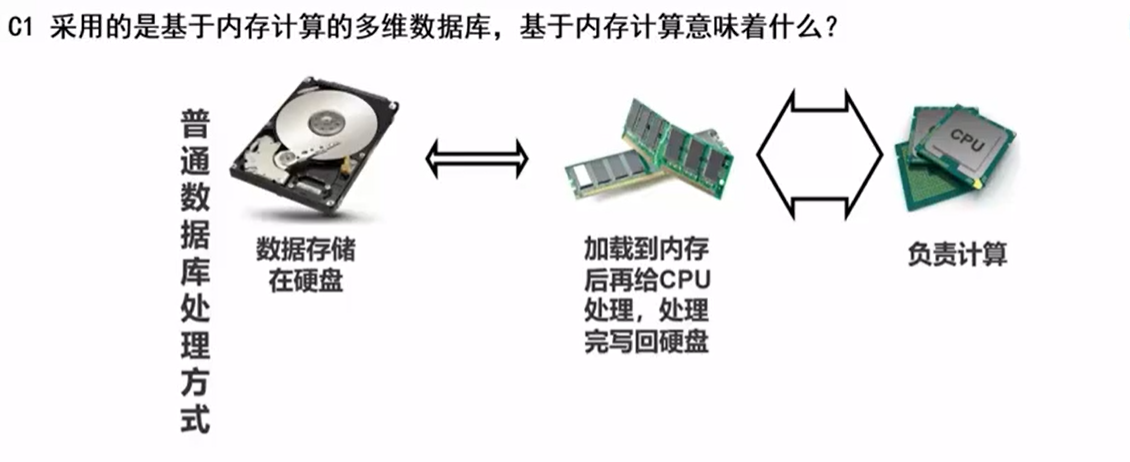 C1 采用的是基于内存计算的多维数据库，基于内存计算意味着什么？
普通数据库处理方式
数据存储
在硬盘
加载到内存
后再给CPU
处理，处理
完写回硬盘
CPU
负责计算